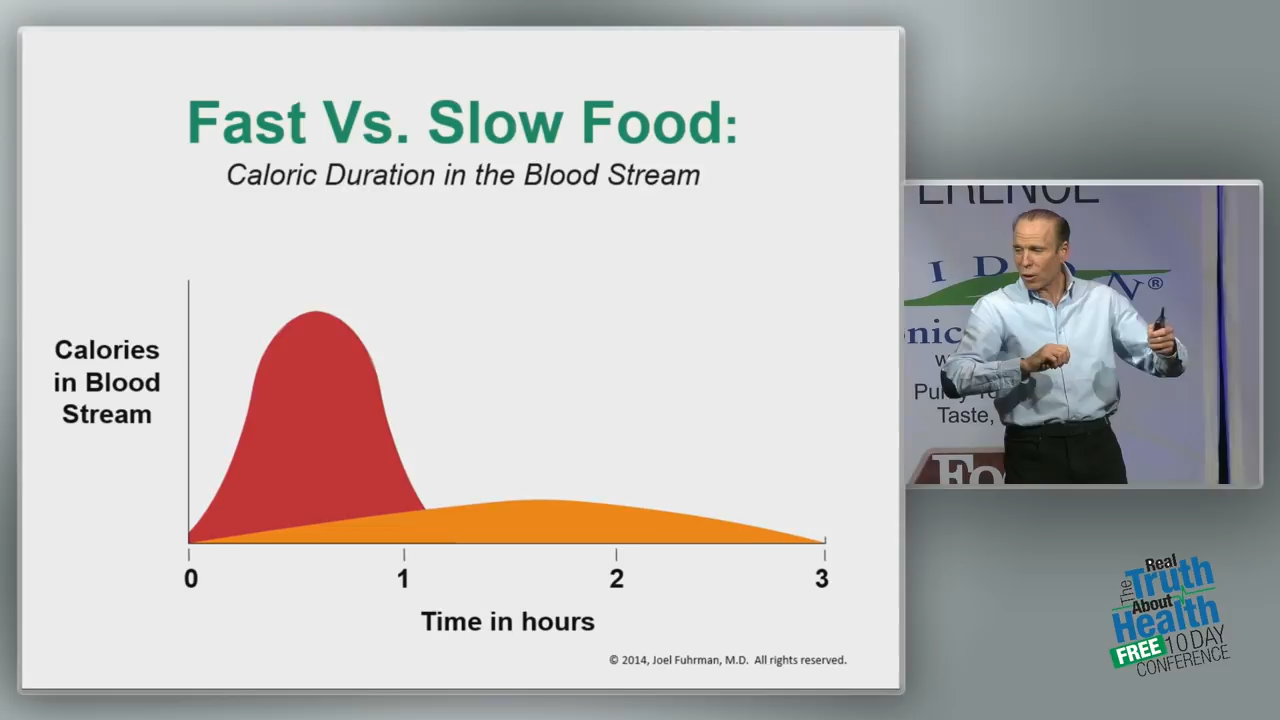 Fast Vs. Slow Food:
Caloric Duration in the Blood Stream
Calories
in Blood
Stream
0
1
2
3
Time in hours
© 2014, Joel Fuhrman, M.D. All rights reserved.
Taste,
The
Real
Truth
About
Health
FREE 10 DAY
CONFERENCE